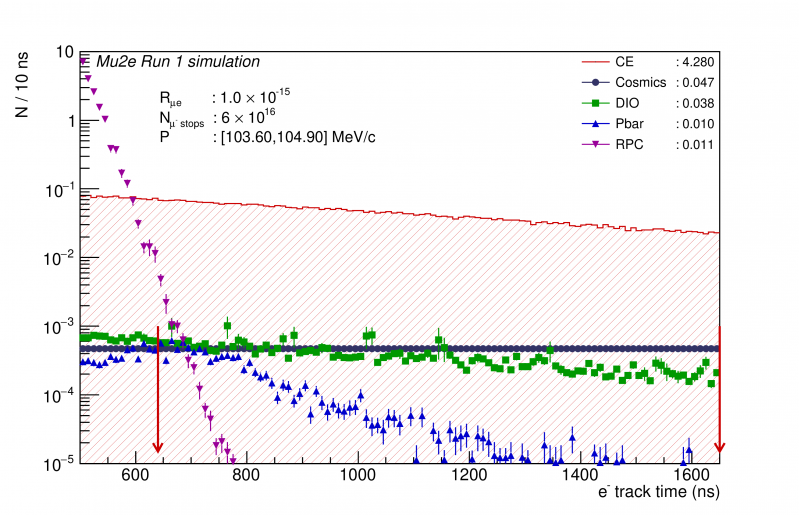 Mu2e Run 1 simulation
R_μe : 1.0 × 10^-15
N_μ- stops : 6 × 10^16
P : [103.60,104.90] MeV/c
CE : 4.280
Cosmics : 0.047
DIO : 0.038
Pbar : 0.010
RPC : 0.011
N / 10 ns
10
1
10^-1
10^-2
10^-3
10^-4
10^-5
600 800 1000 1200 1400 1600
e^- track time (ns)